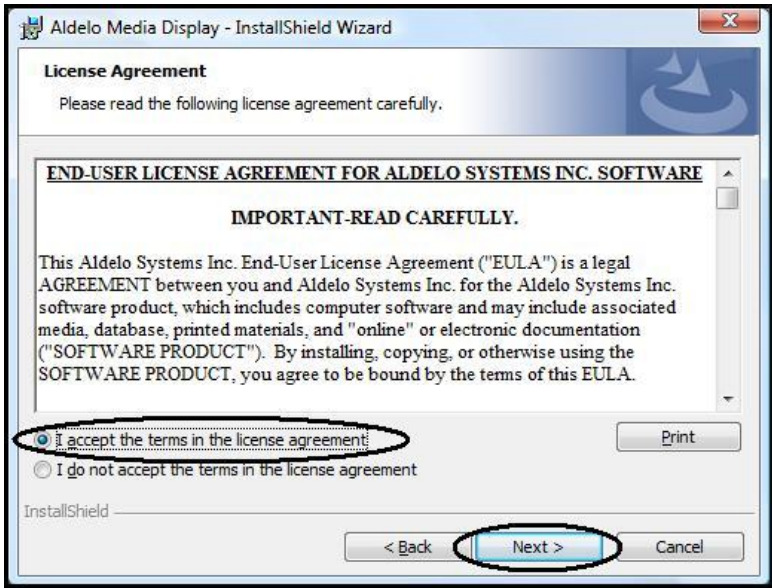 Aldelo Media Display - InstallShield Wizard
License Agreement
Please read the following license agreement carefully.
END-USER LICENSE AGREEMENT FOR ALDELO SYSTEMS INC. SOFTWARE
IMPORTANT-READ CAREFULLY.
This Aldelo Systems Inc. End-User License Agreement ("EULA") is a legal
AGREEMENT between you and Aldelo Systems Inc. for the Aldelo Systems Inc.
software product, which includes computer software and may include associated
media, database, printed materials, and "online" or electronic documentation
("SOFTWARE PRODUCT").  By installing, copying, or otherwise using the
SOFTWARE PRODUCT, you agree to be bound by the terms of this EULA.
I accept the terms in the license agreement
Print
I do not accept the terms in the license agreement
InstallShield
< Back
Next >
Cancel